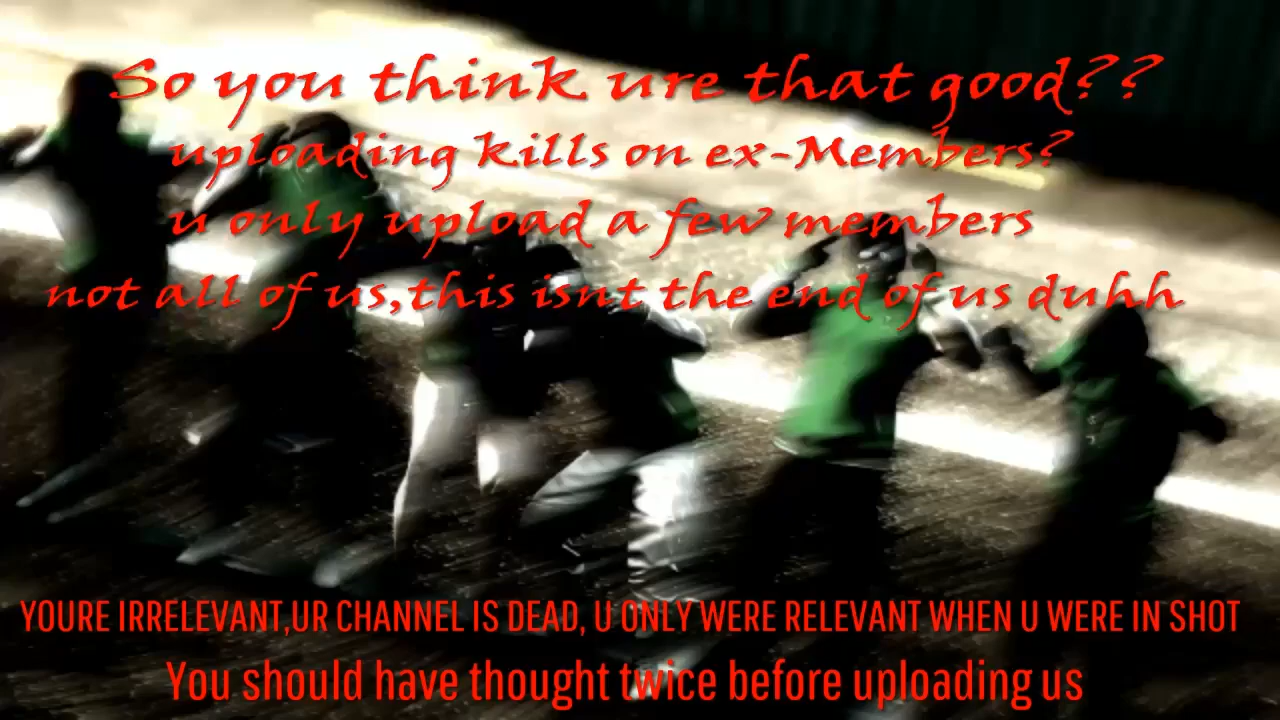 So you think ure that good??
uploading kills on ex-Members?
u only upload a few members
not all of us,this isnt the end of us duhh
YOURE IRRELEVANT,UR CHANNEL IS DEAD, U ONLY WERE RELEVANT WHEN U WERE IN SHOT
You should have thought twice before uploading us